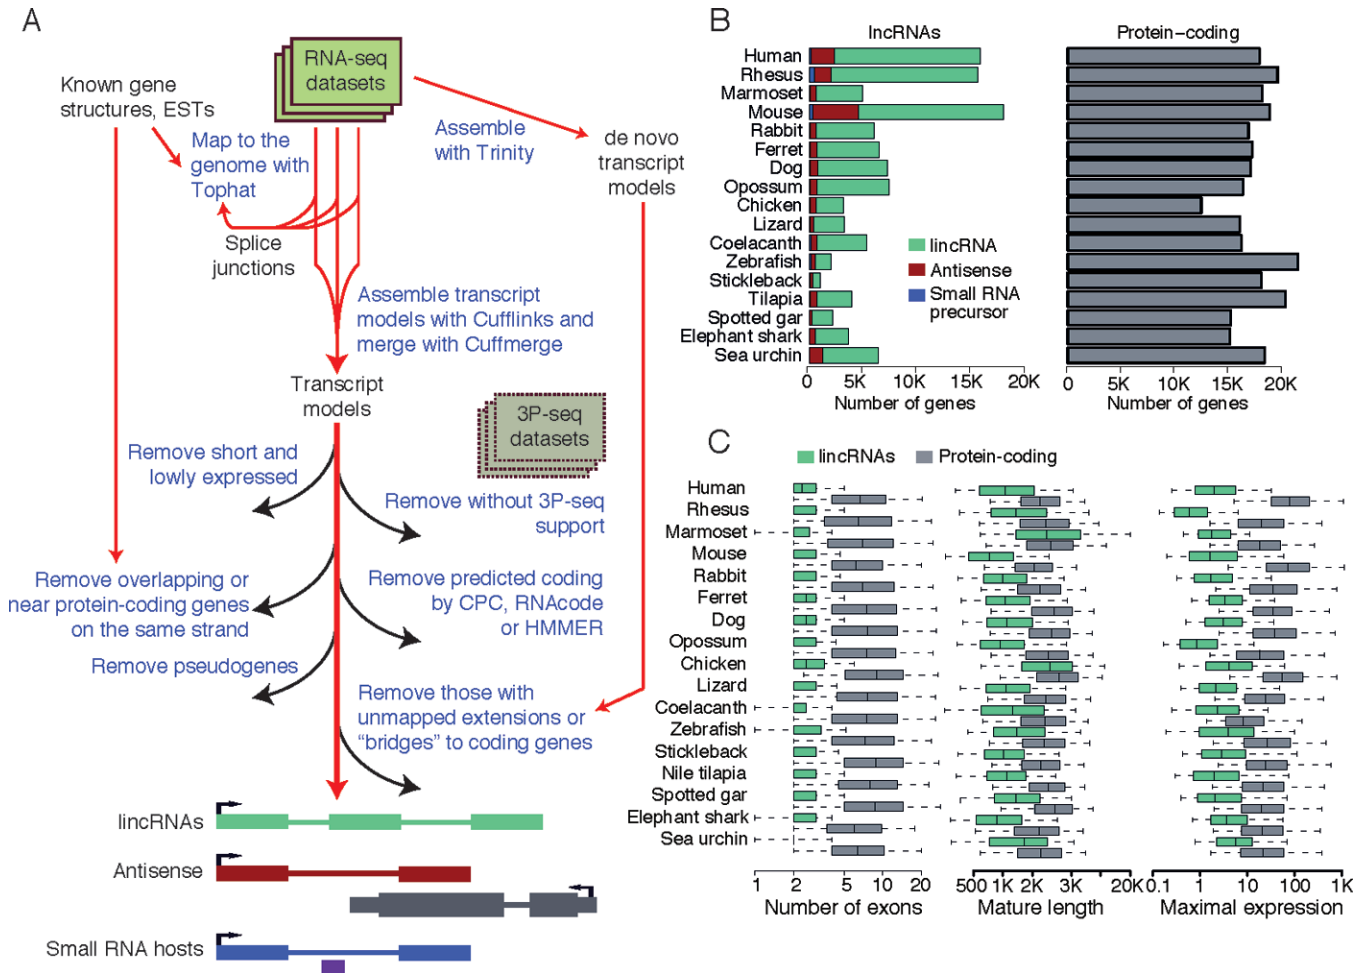 A
RNA-seq
datasets
Known gene
structures, ESTs
Map to the
genome with
Tophat
Assemble
with Trinity
de novo
transcript
models
Splice
junctions
Assemble transcript
models with Cufflinks and
merge with Cuffmerge
Transcript
models
3P-seq
datasets
Remove short and
lowly expressed
Remove without 3P-seq
support
Remove overlapping or
near protein-coding genes
on the same strand
Remove predicted coding
by CPC, RNAcode
or HMMER
Remove pseudogenes
Remove those with
unmapped extensions or
“bridges” to coding genes
lincRNAs
Antisense
Small RNA hosts
B
lncRNAs
Protein–coding
Human
Rhesus
Marmoset
Mouse
Rabbit
Ferret
Dog
Opossum
Chicken
Lizard
Coelacanth
Zebrafish
Stickleback
Tilapia
Spotted gar
Elephant shark
Sea urchin
lincRNA
Antisense
Small RNA
precursor
0 5K 10K 15K 20K
Number of genes
0 5K 10K 15K 20K
Number of genes
C
lincRNAs
Protein-coding
Human
Rhesus
Marmoset
Mouse
Rabbit
Ferret
Dog
Opossum
Chicken
Lizard
Coelacanth
Zebrafish
Stickleback
Nile tilapia
Spotted gar
Elephant shark
Sea urchin
1 2 5 10 20
Number of exons
500 1K 2K 3K 20K
Mature length
0.1 1 10 100 1K
Maximal expression